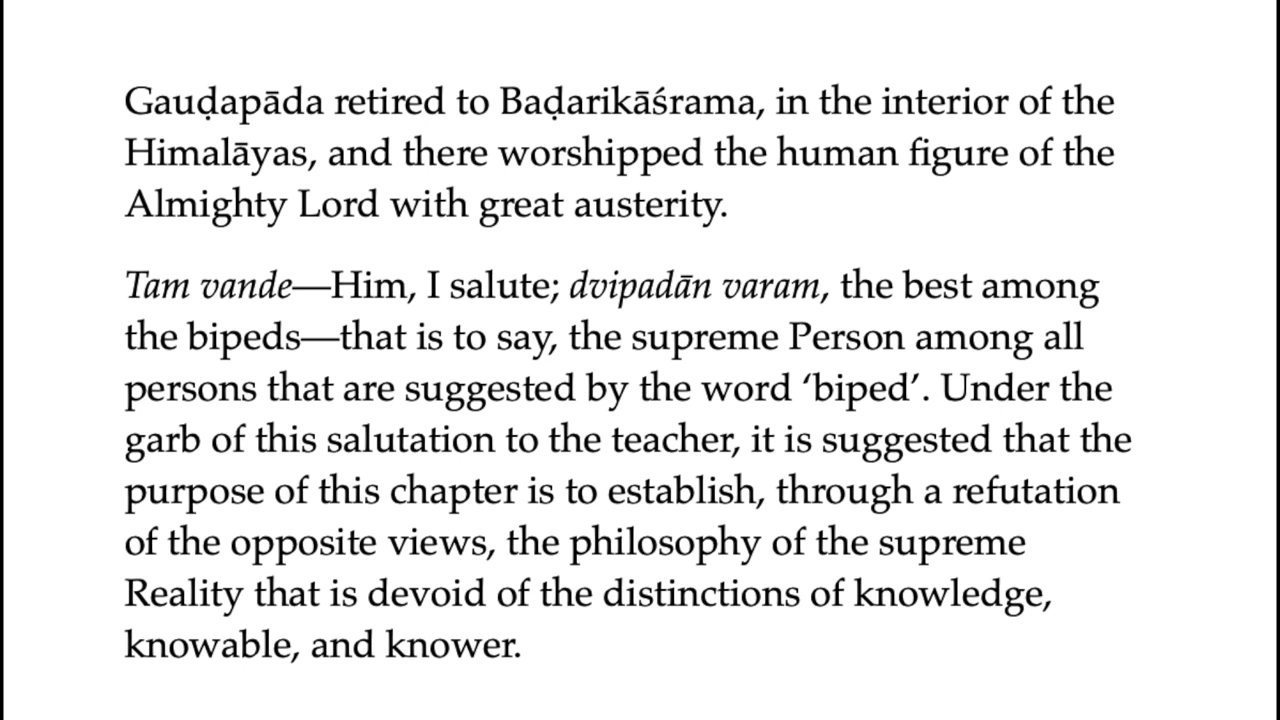 Gauḍapāda retired to Baḍarikāśrama, in the interior of the
Himalāyas, and there worshipped the human figure of the
Almighty Lord with great austerity.
Tam vande—Him, I salute; dvipadān varam, the best among
the bipeds—that is to say, the supreme Person among all
persons that are suggested by the word ‘biped’. Under the
garb of this salutation to the teacher, it is suggested that the
purpose of this chapter is to establish, through a refutation
of the opposite views, the philosophy of the supreme
Reality that is devoid of the distinctions of knowledge,
knowable, and knower.